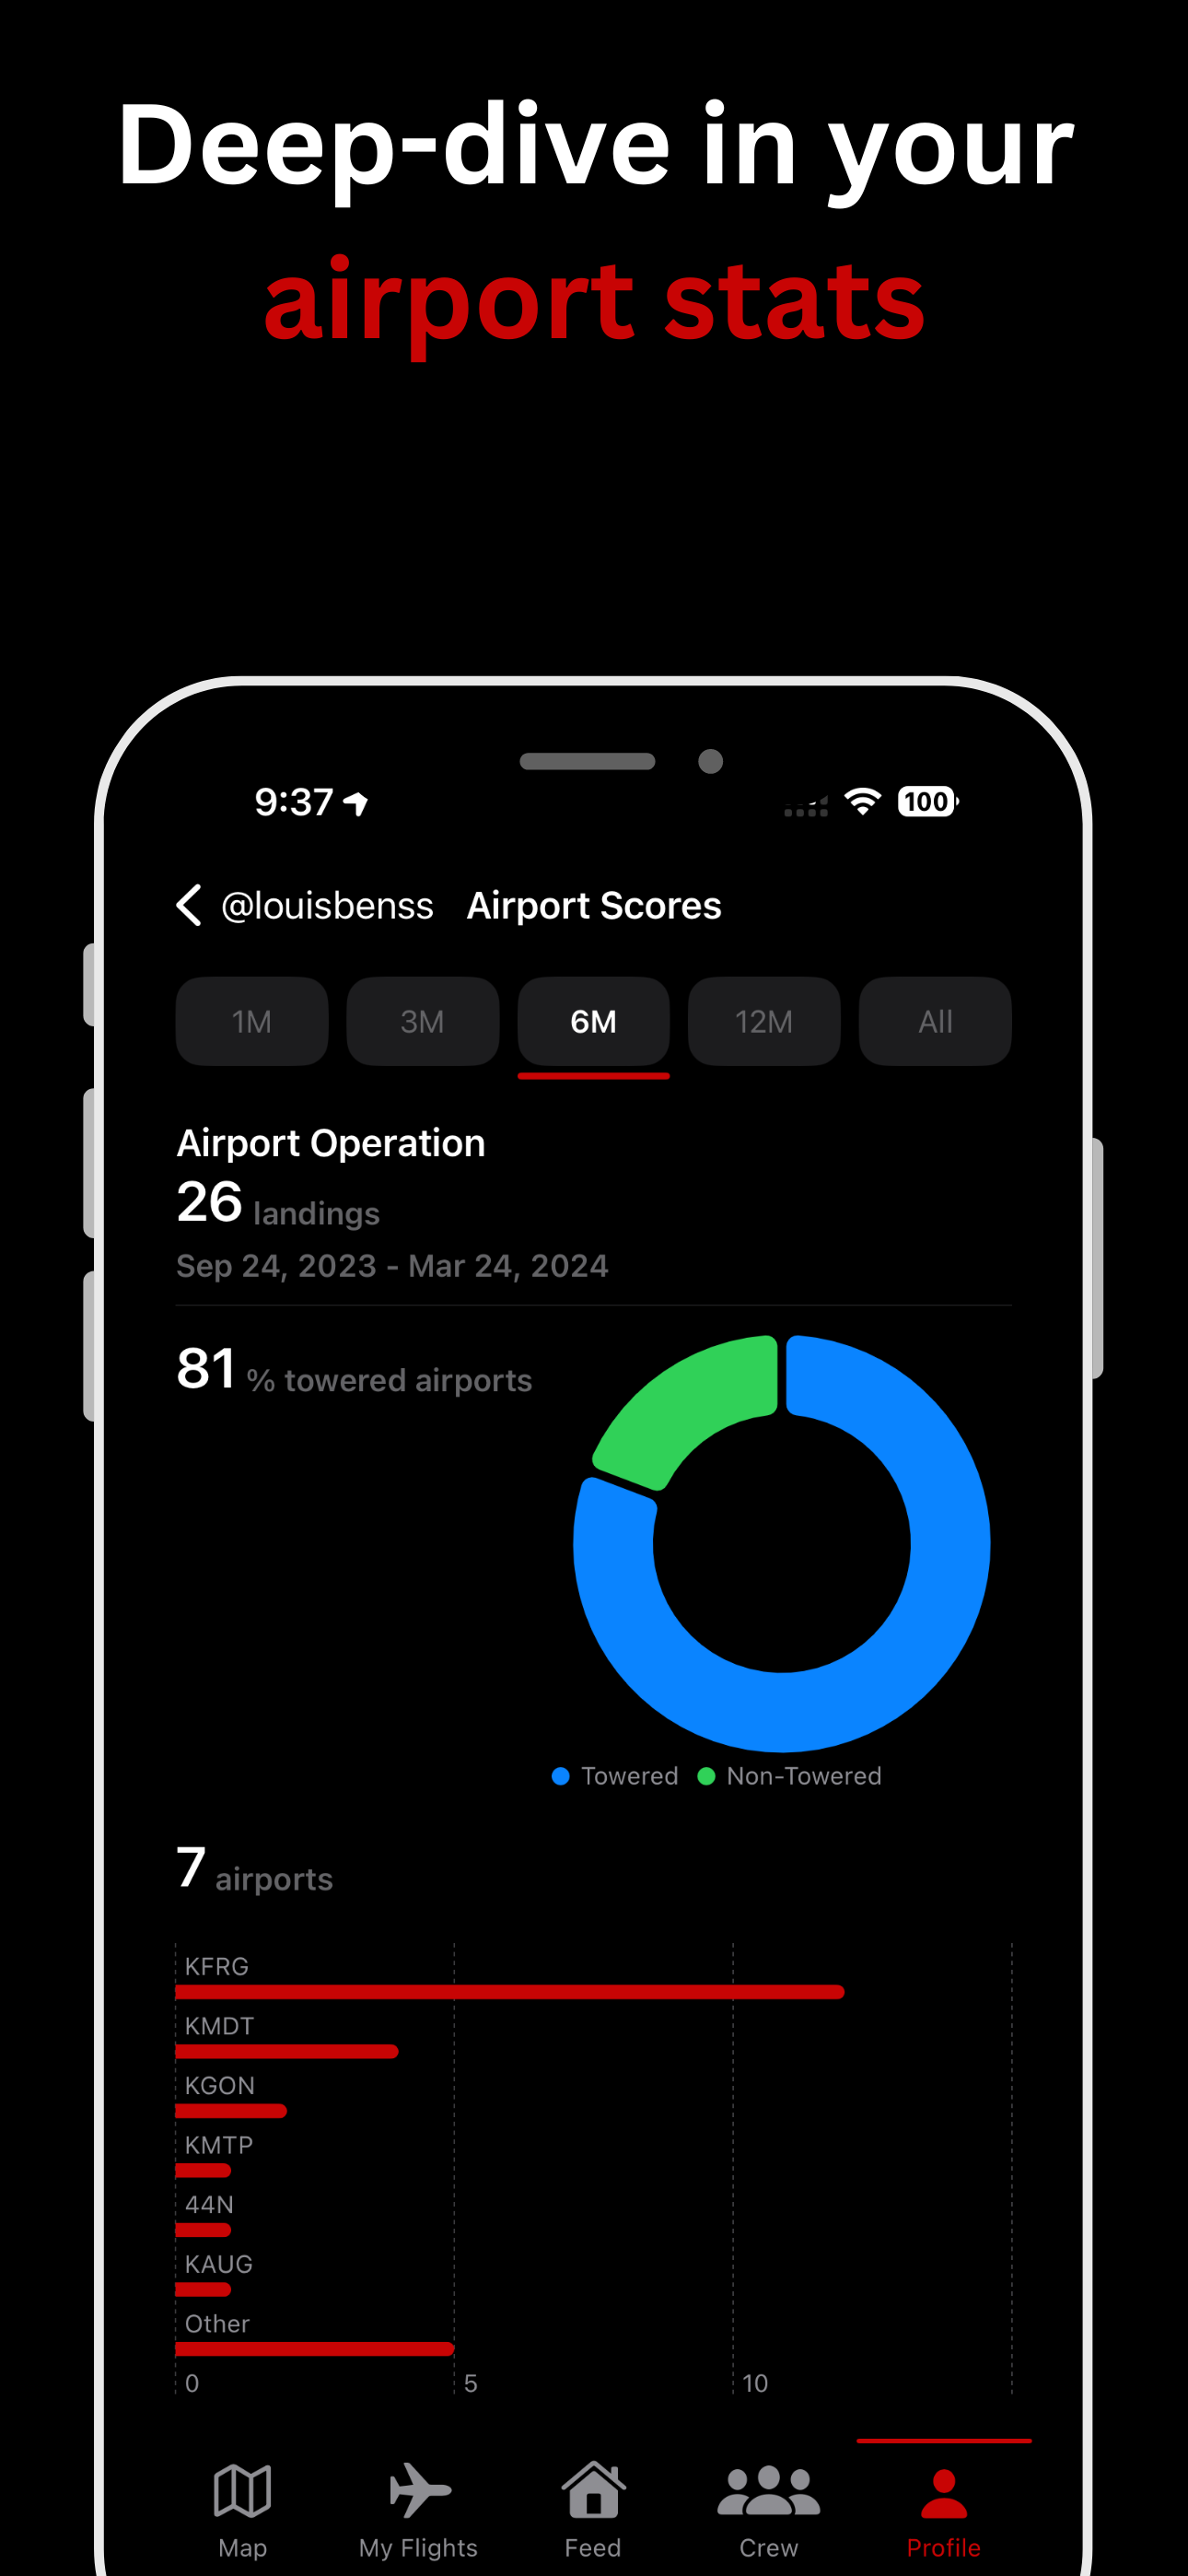 Deep-dive in your
airport stats
9:37
100
@louisbenss Airport Scores
1M 3M 6M 12M All
Airport Operation
26 landings
Sep 24, 2023 - Mar 24, 2024
81 % towered airports
Towered Non-Towered
7 airports
KFRG
KMDT
KGON
KMTP
44N
KAUG
Other
0 5 10
Map My Flights Feed Crew Profile